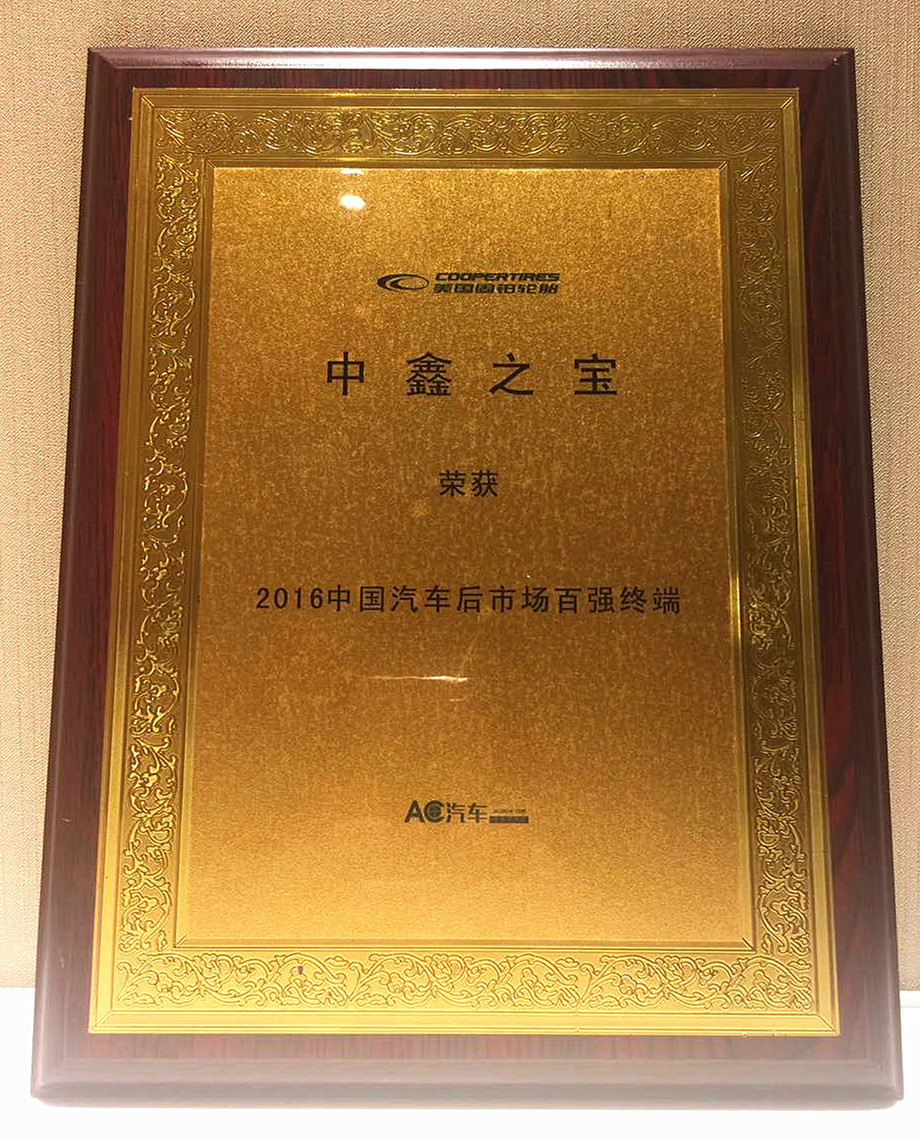 COOPERTIRES
美国固铂轮胎
中鑫之宝
荣获
2016中国汽车后市场百强终端
AC汽车